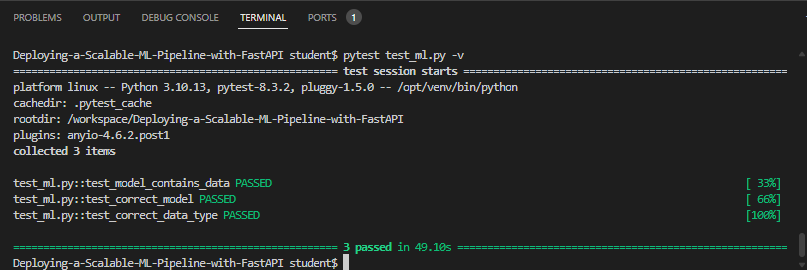 PROBLEMS OUTPUT DEBUG CONSOLE TERMINAL PORTS 1
Deploying-a-Scalable-ML-Pipeline-with-FastAPI student$ pytest test_ml.py -v
====================================================== test session starts ======================================================
platform linux -- Python 3.10.13, pytest-8.3.2, pluggy-1.5.0 -- /opt/venv/bin/python
cachedir: .pytest_cache
rootdir: /workspace/Deploying-a-Scalable-ML-Pipeline-with-FastAPI
plugins: anyio-4.6.2.post1
collected 3 items
test_ml.py::test_model_contains_data PASSED [ 33%]
test_ml.py::test_correct_model PASSED [ 66%]
test_ml.py::test_correct_data_type PASSED [100%]
====================================================== 3 passed in 49.10s ======================================================
Deploying-a-Scalable-ML-Pipeline-with-FastAPI student$